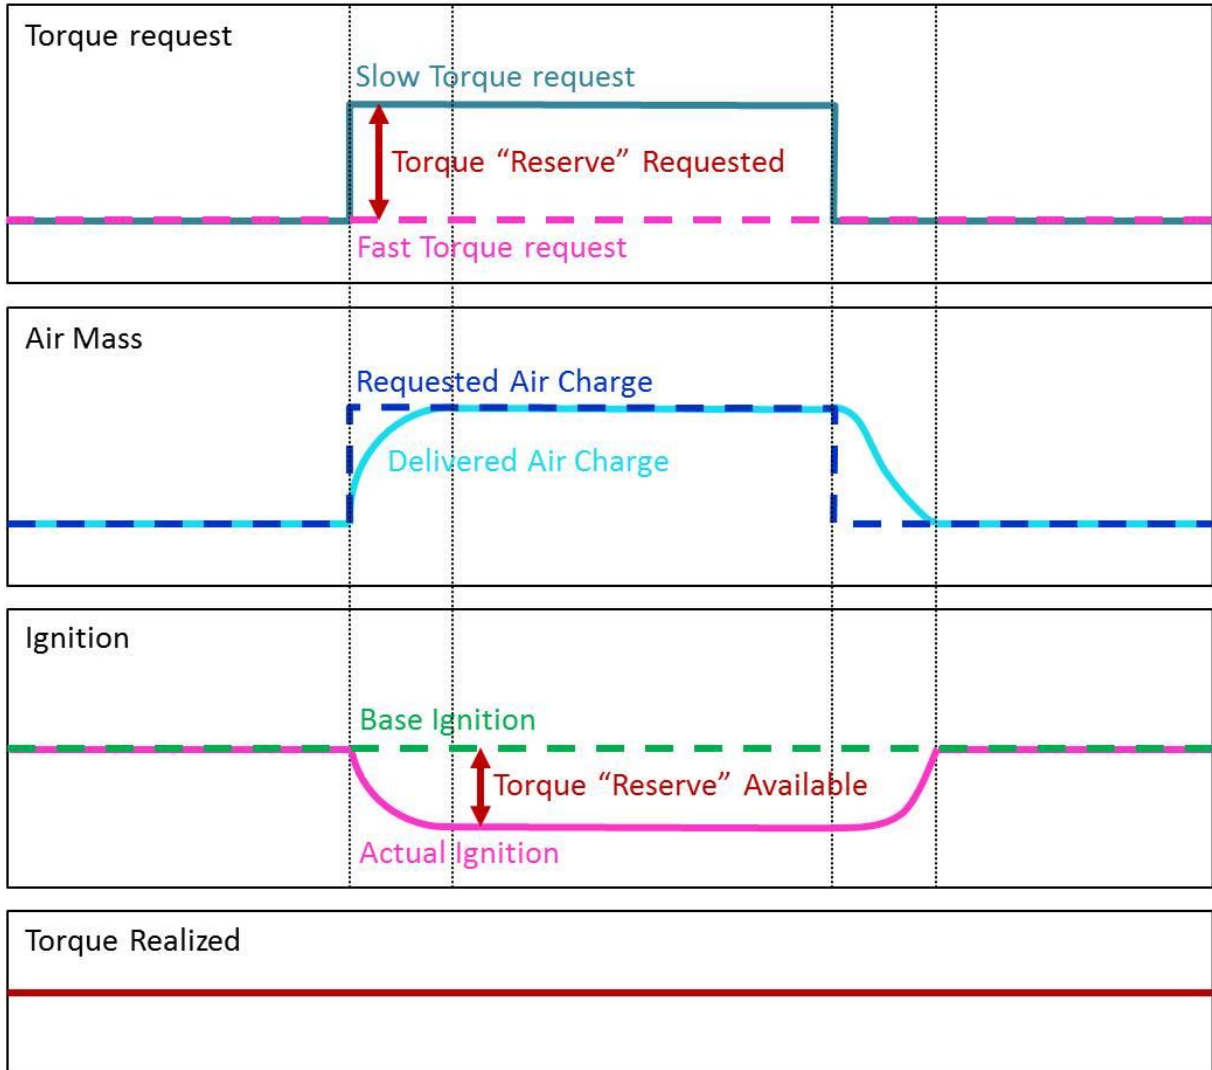 Torque request
Slow Torque request
Torque “Reserve” Requested
Fast Torque request
Air Mass
Requested Air Charge
Delivered Air Charge
Ignition
Base Ignition
Torque “Reserve” Available
Actual Ignition
Torque Realized